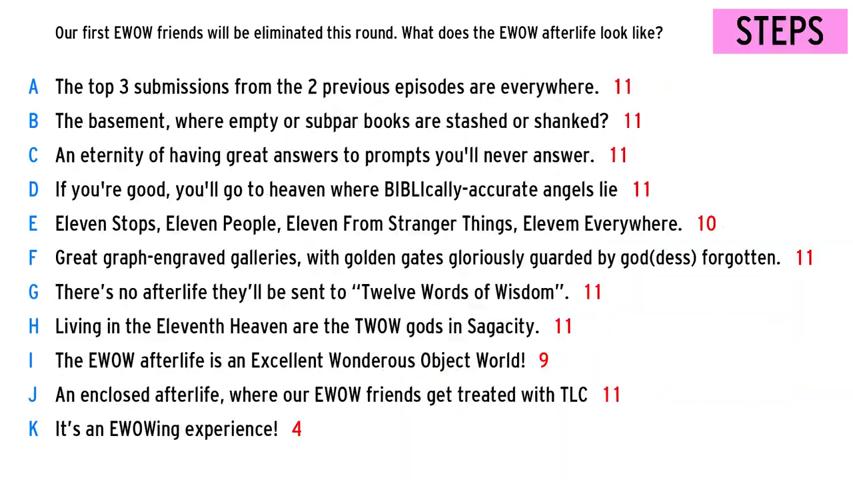 Our first EWOW friends will be eliminated this round. What does the EWOW afterlife look like?
STEPS
A The top 3 submissions from the 2 previous episodes are everywhere. 11
B The basement, where empty or subpar books are stashed or shanked? 11
C An eternity of having great answers to prompts you'll never answer. 11
D If you're good, you'll go to heaven where BIBLIcally-accurate angels lie 11
E Eleven Stops, Eleven People, Eleven From Stranger Things, Elevem Everywhere. 10
F Great graph-engraved galleries, with golden gates gloriously guarded by god(dess) forgotten. 11
G There’s no afterlife they’ll be sent to “Twelve Words of Wisdom”. 11
H Living in the Eleventh Heaven are the TWOW gods in Sagacity. 11
I The EWOW afterlife is an Excellent Wonderous Object World! 9
J An enclosed afterlife, where our EWOW friends get treated with TLC 11
K It’s an EWOWing experience! 4